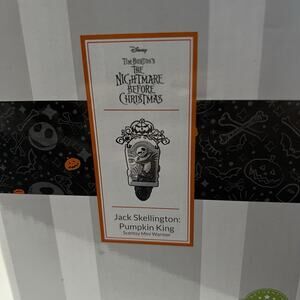 Disney
TIM BURTON'S
THE
NIGHTMARE
BEFORE
CHRISTMAS
Jack Skellington:
Pumpkin King
Scentsy Mini Warmer